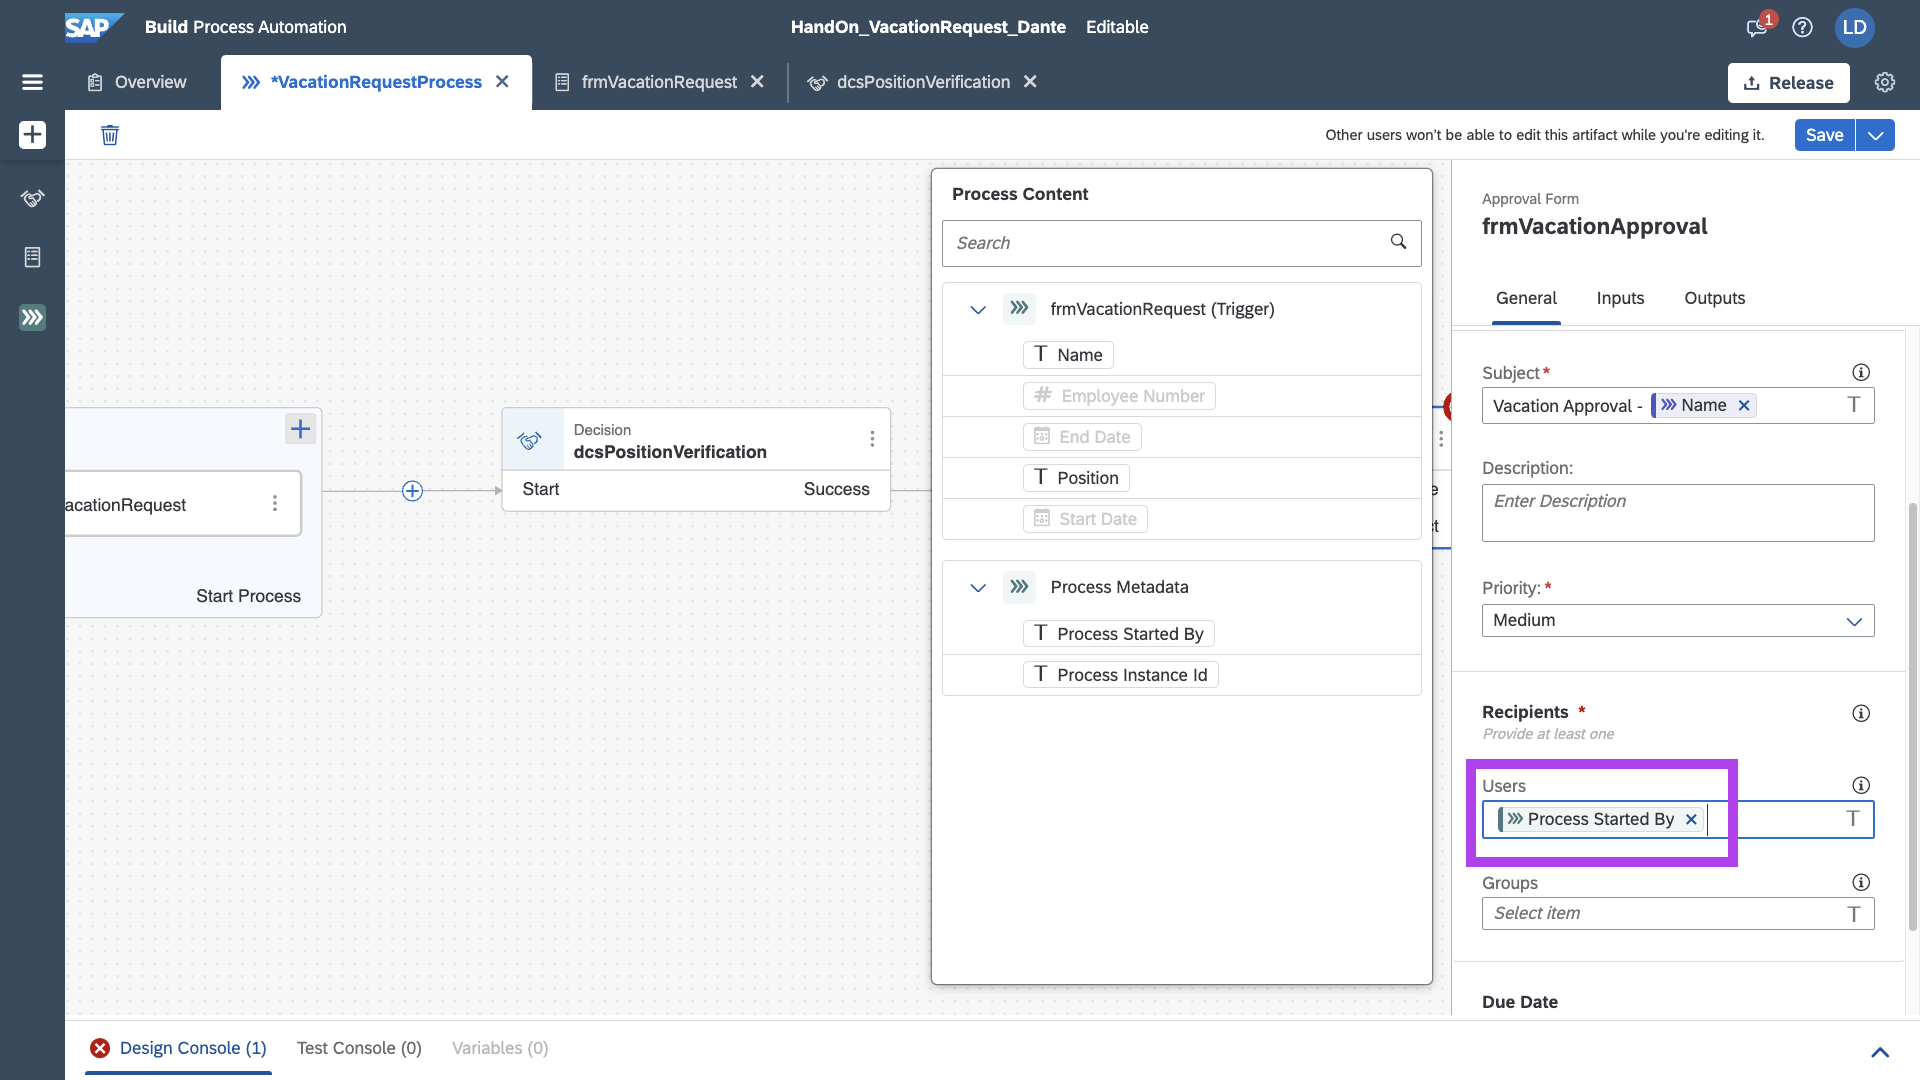 SAP Build Process Automation
HandOn_VacationRequest_Dante Editable
1
LD
Overview
*VacationRequestProcess
frmVacationRequest
dcsPositionVerification
Release
Other users won't be able to edit this artifact while you're editing it.
Save
acationRequest
Start Process
Decision
dcsPositionVerification
Start Success
Process Content
Search
frmVacationRequest (Trigger)
Name
Employee Number
End Date
Position
Start Date
Process Metadata
Process Started By
Process Instance Id
e
ct
Approval Form
frmVacationApproval
General Inputs Outputs
Subject*
Vacation Approval - Name
Description:
Enter Description
Priority:*
Medium
Recipients *
Provide at least one
Users
Process Started By
Groups
Select item
Due Date
Design Console (1) Test Console (0) Variables (0)